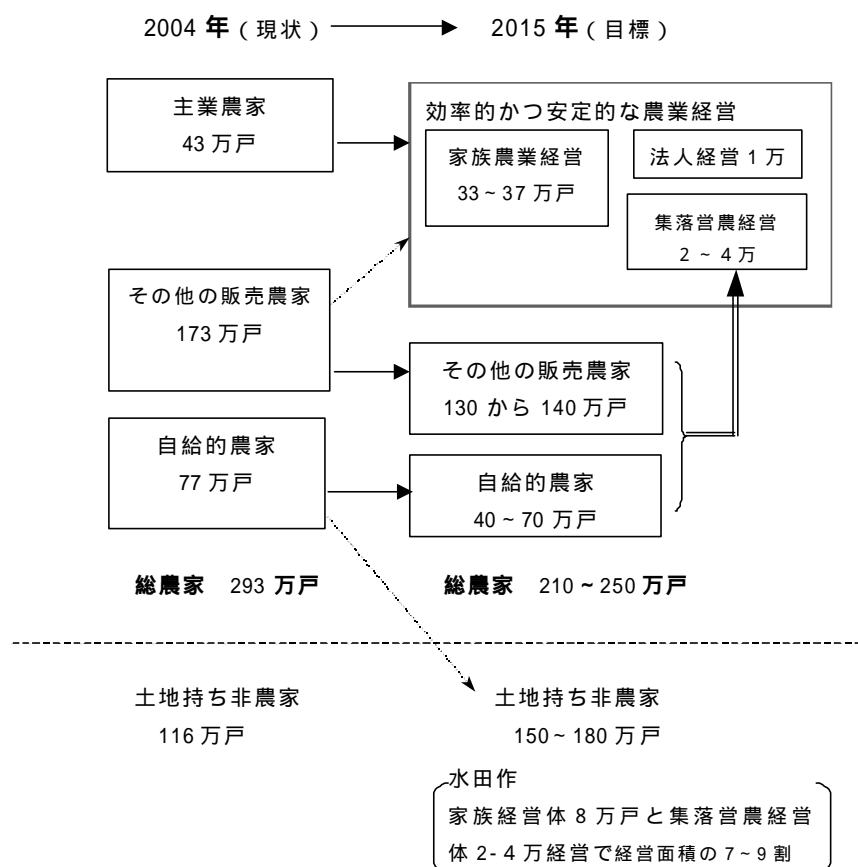 2004 年（現状） 2015 年（目標）
主業農家
43 万戸
効率的かつ安定的な農業経営
家族農業経営
33~37 万戸
法人経営 1 万
集落営農経営
2 ~ 4 万
その他の販売農家
173 万戸
その他の販売農家
130 から 140 万戸
自給的農家
77 万戸
自給的農家
40 ~ 70 万戸
総農家 293 万戸
総農家 210 ~ 250 万戸
土地持ち非農家
116 万戸
土地持ち非農家
150~ 180 万戸
水田作
家族経営体 8 万戸と集落営農経営
体 2- 4 万経営で経営面積の 7~ 9 割